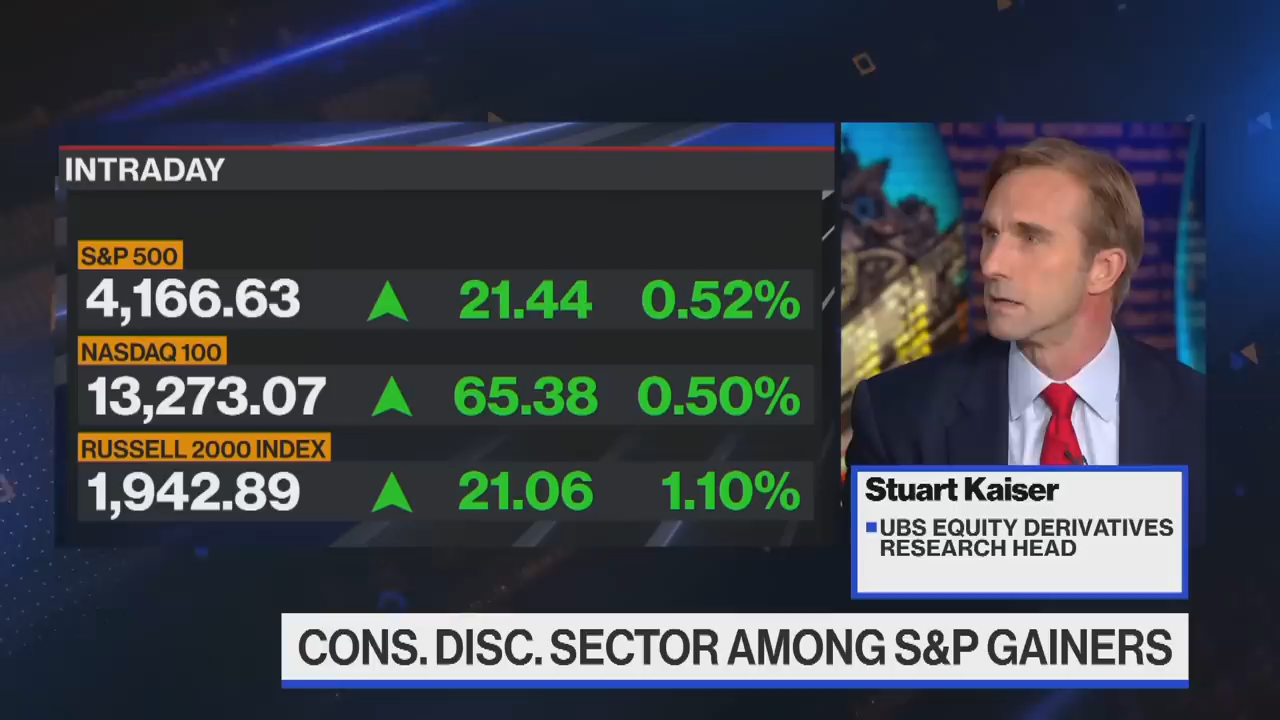 INTRADAY
S&P 500
4,166.63 ▲ 21.44 0.52%
NASDAQ 100
13,273.07 ▲ 65.38 0.50%
RUSSELL 2000 INDEX
1,942.89 ▲ 21.06 1.10%
Stuart Kaiser
UBS EQUITY DERIVATIVES
RESEARCH HEAD
CONS. DISC. SECTOR AMONG S&P GAINERS